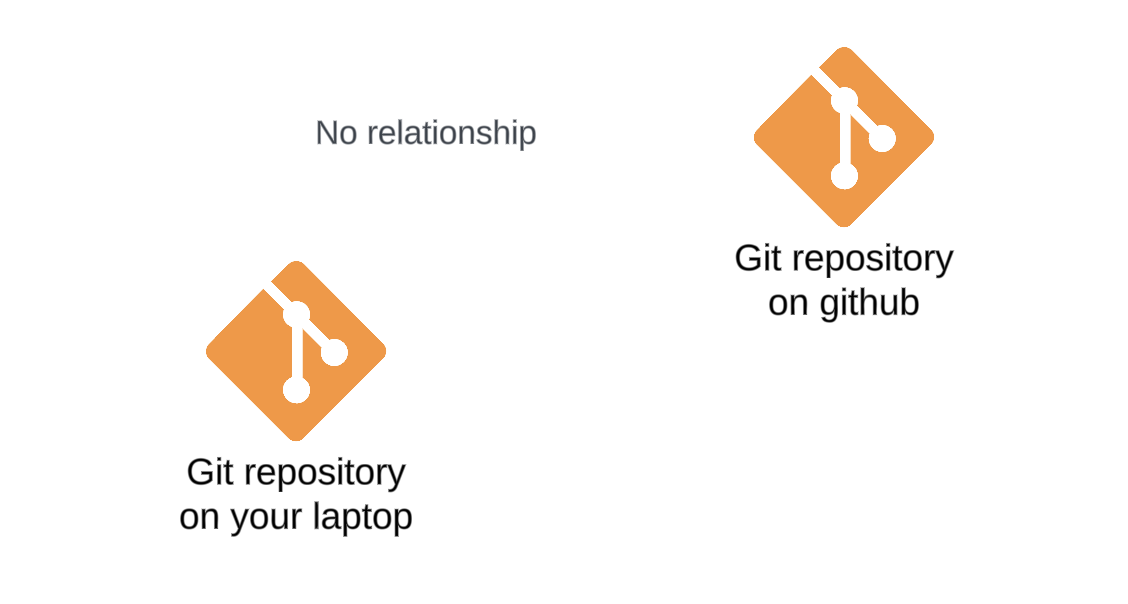 No relationship
Git repository
on github
Git repository
on your laptop